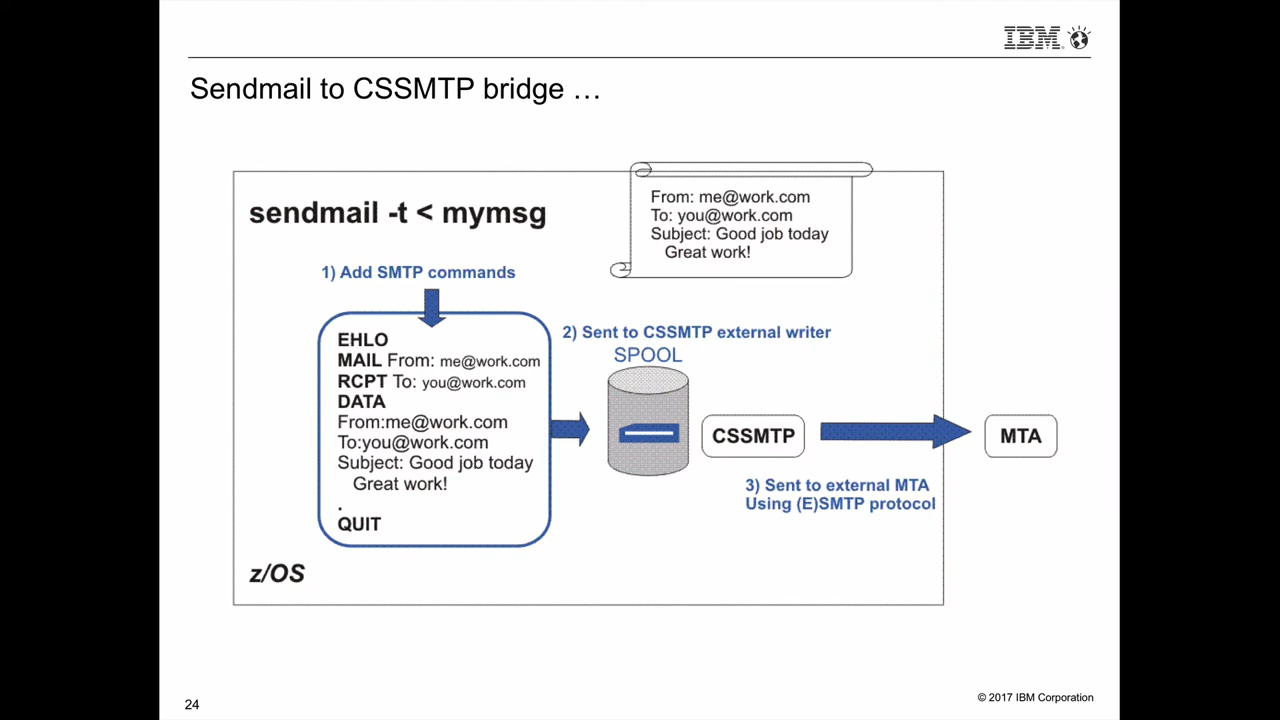 IBM
Sendmail to CSSMTP bridge …
sendmail -t < mymsg
From: me@work.com
To: you@work.com
Subject: Good job today
Great work!
1) Add SMTP commands
EHLO
MAIL From: me@work.com
RCPT To: you@work.com
DATA
From:me@work.com
To:you@work.com
Subject: Good job today
Great work!
.
QUIT
2) Sent to CSSMTP external writer
SPOOL
CSSMTP
MTA
3) Sent to external MTA
Using (E)SMTP protocol
z/OS
24
© 2017 IBM Corporation